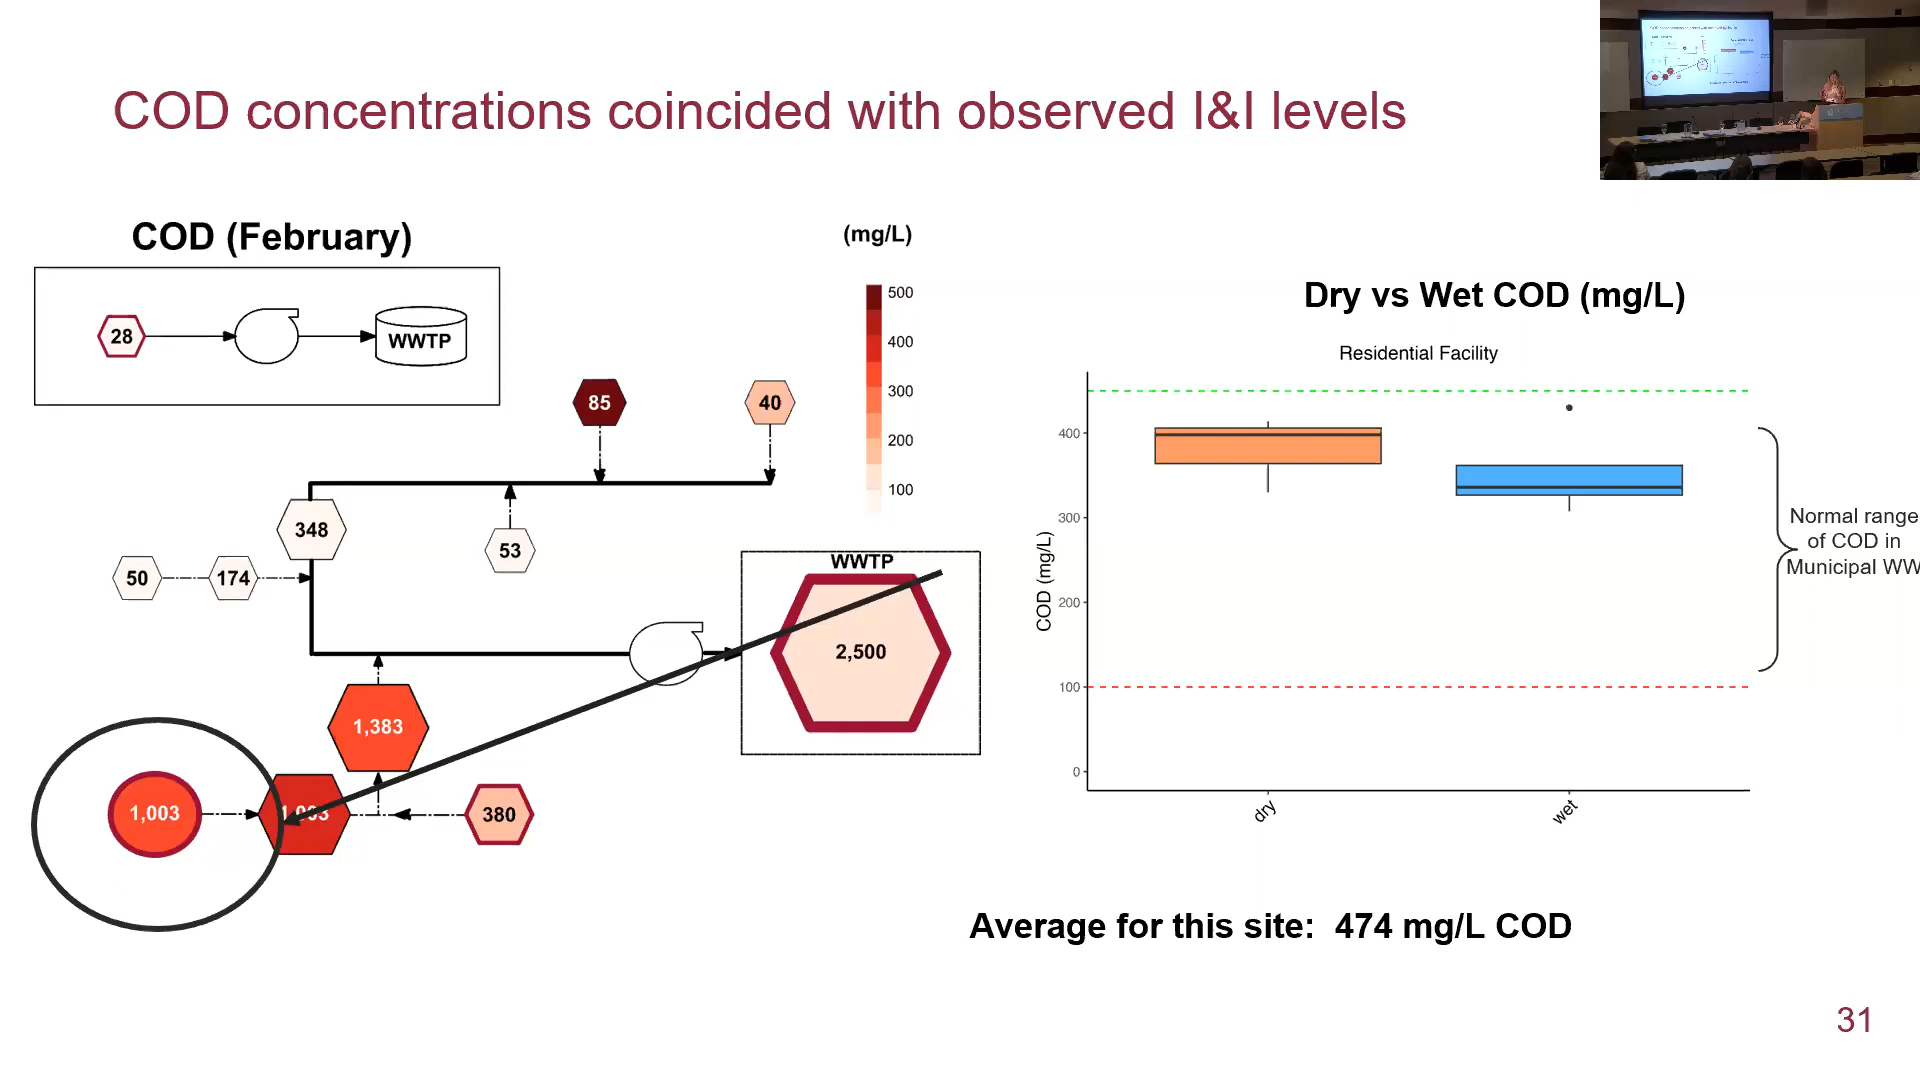 COD concentrations coincided with observed I&I levels
COD (February)
28
WWTP
(mg/L)
500
400
300
200
100
85
40
348
53
50
174
WWTP
2,500
1,383
1,003
380
Dry vs Wet COD (mg/L)
Residential Facility
COD (mg/L)
400
300
200
100
0
dry
wet
Normal range
of COD in
Municipal WW
Average for this site: 474 mg/L COD
31